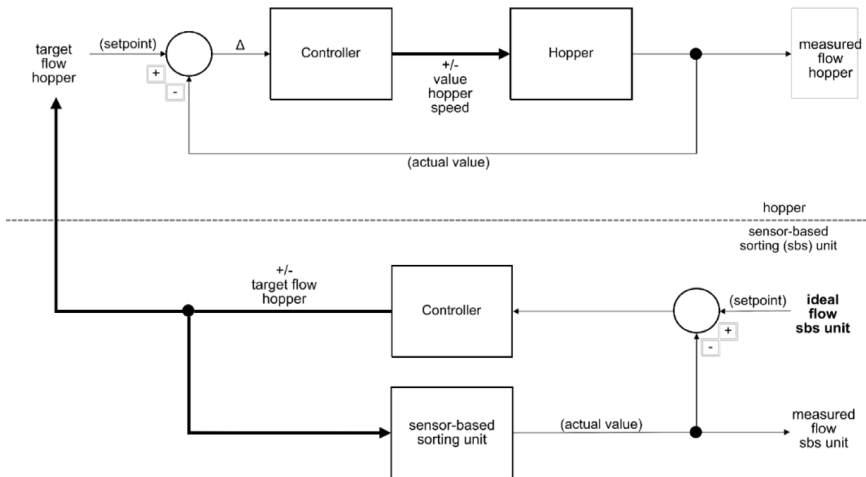 target
flow
hopper
(setpoint)
+
-
Δ
Controller
+/-
value
hopper
speed
Hopper
measured
flow
hopper
(actual value)
hopper
sensor-based
sorting (sbs) unit
+/-
target flow
hopper
Controller
(setpoint)
+
-
ideal
flow
sbs unit
sensor-based
sorting unit
(actual value)
measured
flow
sbs unit